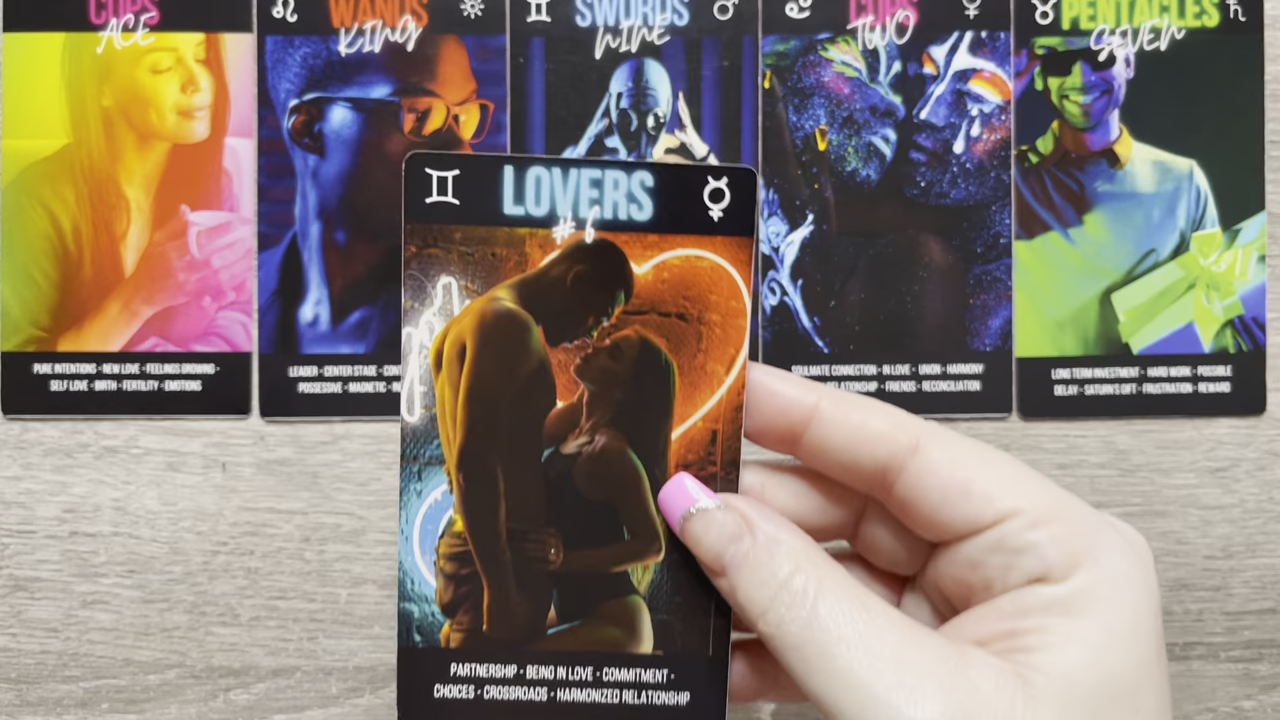 CUPS
ACE
PURE INTENTIONS - NEW LOVE - FEELINGS GROWING -
SELF LOVE - BIRTH - FERTILITY - EMOTIONS
WANDS
KING
LEADER - CENTER STAGE -
POSSESSIVE - MAGNETIC -
SWORDS
NINE
CUPS
TWO
SOULMATE CONNECTION - IN LOVE - UNION - HARMONY
RELATIONSHIP - FRIENDS - RECONCILIATION
PENTACLES
SEVEN
LONG TERM INVESTMENT - HARD WORK - POSSIBLE
DELAY - SATURN'S GIFT - FRUSTRATION - REWARD
LOVERS
# 6
PARTNERSHIP - BEING IN LOVE - COMMITMENT -
CHOICES - CROSSROADS - HARMONIZED RELATIONSHIP